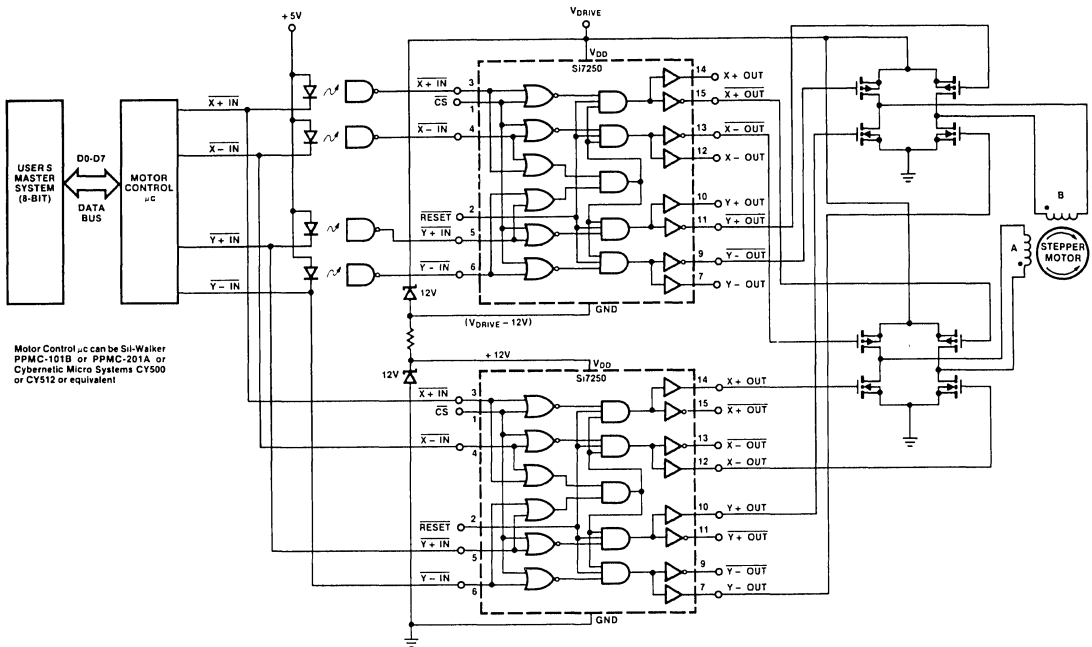 USER'S
MASTER
SYSTEM
(8-BIT)
D0-D7
DATA
BUS
MOTOR
CONTROL
µc
Motor Control µc can be Sil-Walker
PPMC-101B or PPMC-201A or
Cybernetic Micro Systems CY500
or CY512 or equivalent
+5V
X+ IN
X- IN
Y+ IN
Y- IN
VDRIVE
VDD
Si7250
X+ IN
3
CS
1
X- IN
4
RESET
2
Y+ IN
5
Y- IN
6
14
X+ OUT
15
X+ OUT
13
X- OUT
12
X- OUT
10
Y+ OUT
11
Y+ OUT
9
Y- OUT
7
Y- OUT
GND
12V
(VDRIVE - 12V)
+12V
12V
VDD
Si7250
X+ IN
3
CS
1
X- IN
4
RESET
2
Y+ IN
5
Y- IN
6
14
X+ OUT
15
X+ OUT
13
X- OUT
12
X- OUT
10
Y+ OUT
11
Y+ OUT
9
Y- OUT
7
Y- OUT
GND
B
A
STEPPER
MOTOR